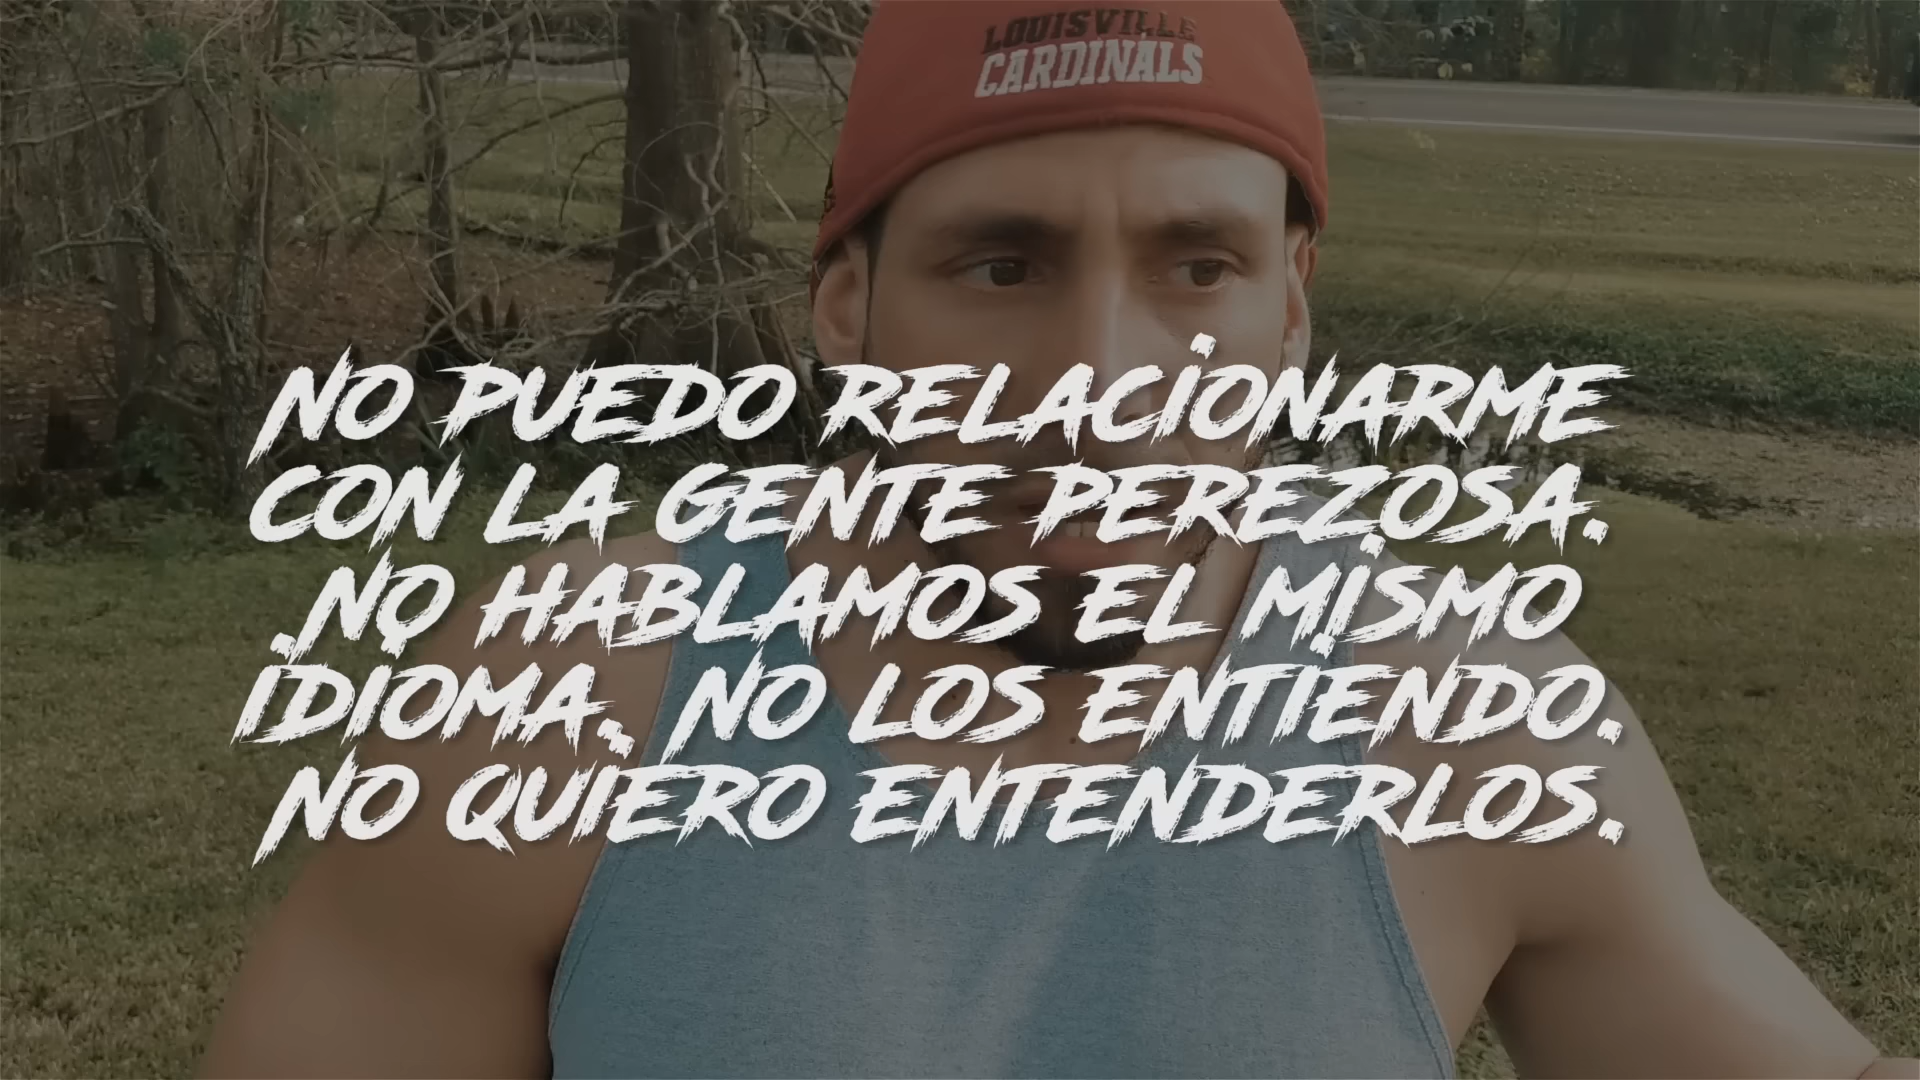 LOUISVILLE
CARDINALS
NO PUEDO RELACIONARME
CON LA GENTE PEREZOSA.
NO HABLAMOS EL MISMO
IDIOMA. NO LOS ENTIENDO.
NO QUIERO ENTENDERLOS.